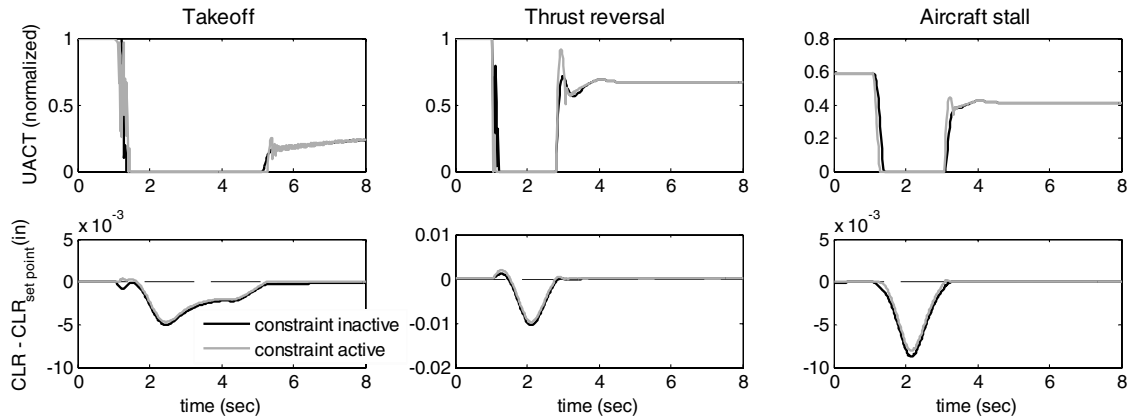 Takeoff
Thrust reversal
Aircraft stall
UACT (normalized)
1
0.5
0
0 2 4 6 8
1
0.5
0
0 2 4 6 8
0.8
0.6
0.4
0.2
0
0 2 4 6 8
CLR - CLR set point (in)
x 10^-3
5
0
-5
-10
0 2 4 6 8
time (sec)
constraint inactive
constraint active
0.01
0
-0.01
-0.02
0 2 4 6 8
time (sec)
x 10^-3
5
0
-5
-10
0 2 4 6 8
time (sec)